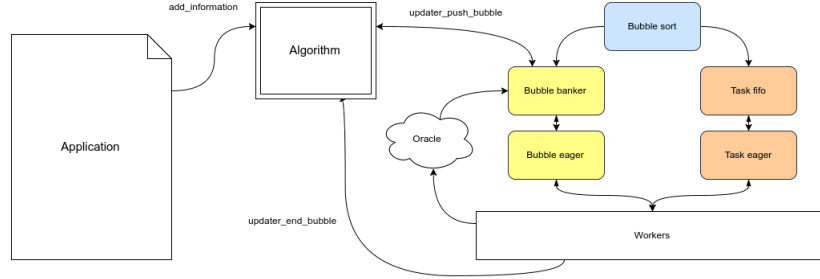 add_information
updater_push_bubble
Bubble sort
Algorithm
Bubble banker
Task fifo
Application
Oracle
Bubble eager
Task eager
updater_end_bubble
Workers